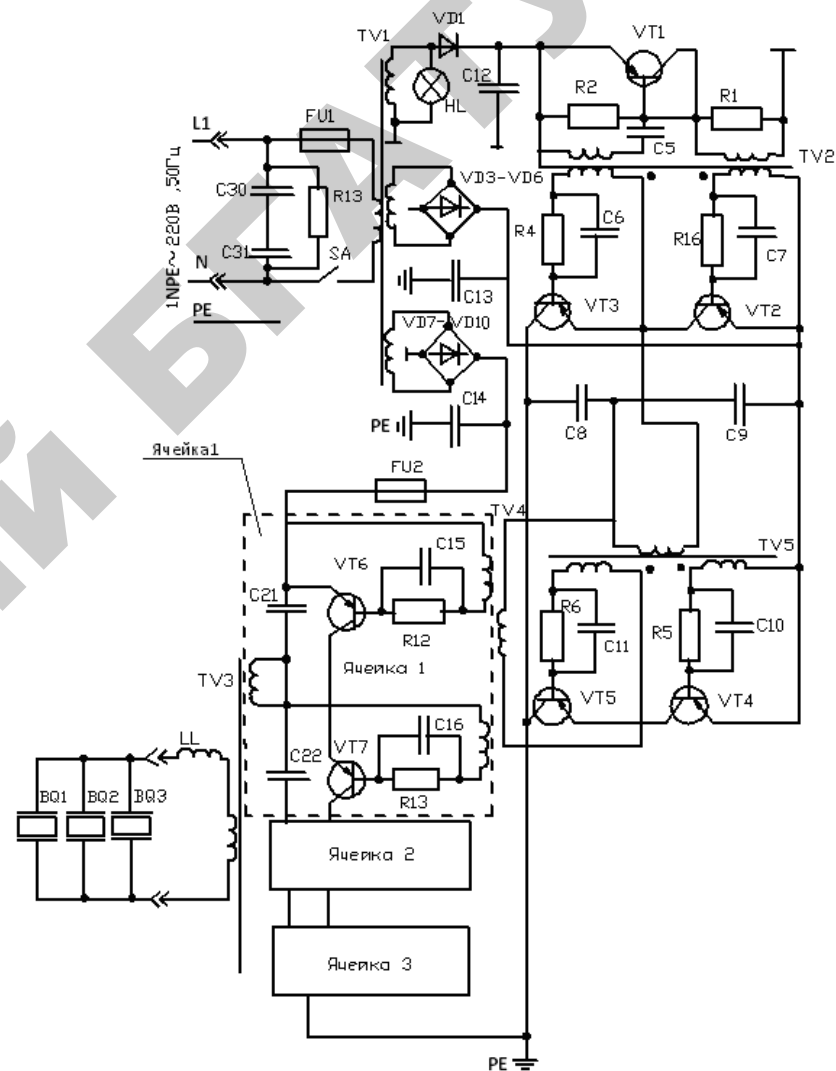 ИЙ БГАТУ
TV1
VD1
VT1
C12
HL
R2
R1
C5
L1
FU1
TV2
1NPE~220В ,50Гц
C30
R13
C31
VD3-VD6
R4
C6
R16
C7
N
SA
C13
VT3
VT2
PE
VD7-VD10
C14
PE
C8
C9
Ячейка1
FU2
TV4
TV5
C15
VT6
C21
R12
R6
C11
R5
C10
TV3
Ячейка 1
VT5
VT4
LL
C16
VT7
C22
R13
BQ1
BQ2
BQ3
Ячейка 2
Ячейка 3
PE